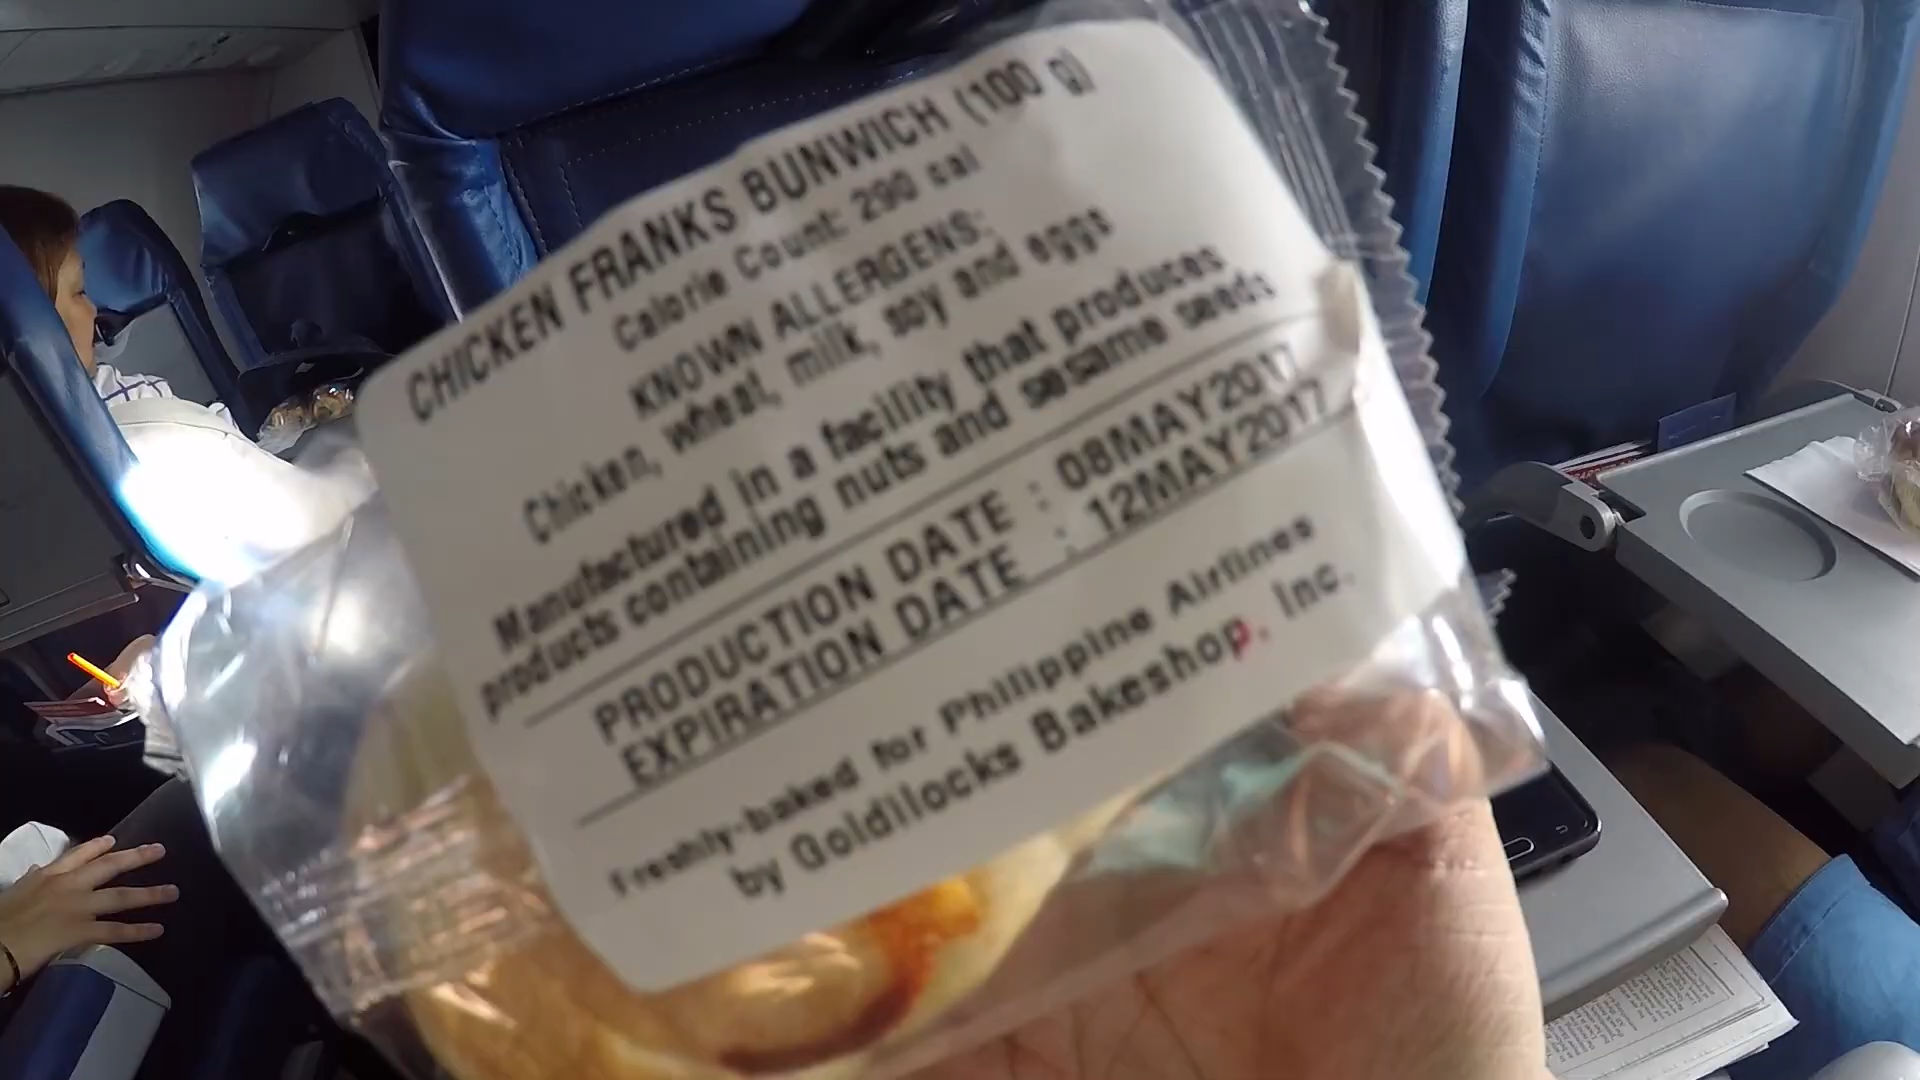 CHICKEN FRANKS BUNWICH (100 g)
Calorie Count: 290 cal
KNOWN ALLERGENS:
Chicken, wheat, milk, soy and eggs
Manufactured in a facility that produces
products containing nuts and sesame seeds
PRODUCTION DATE : 08MAY2017
EXPIRATION DATE : 12MAY2017
freshly-baked for Philippine Airlines
by Goldilocks Bakeshop, Inc.